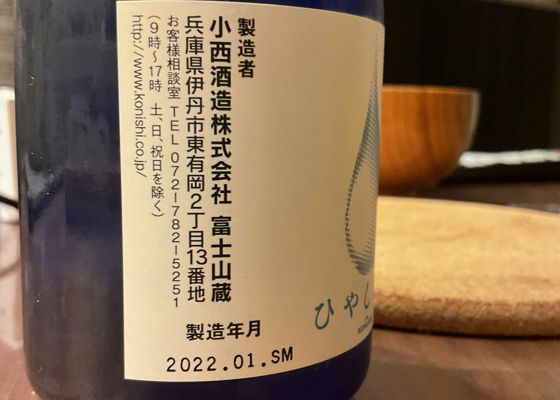 製造者
小西酒造株式会社 富士山蔵
兵庫県伊丹市東有岡2丁目13番地
お客様相談室 TEL 072-782-5251
(9時~17時 土、日、祝日を除く)
http://www.konishi.co.jp/
製造年月
2022.01.SM
ひやし